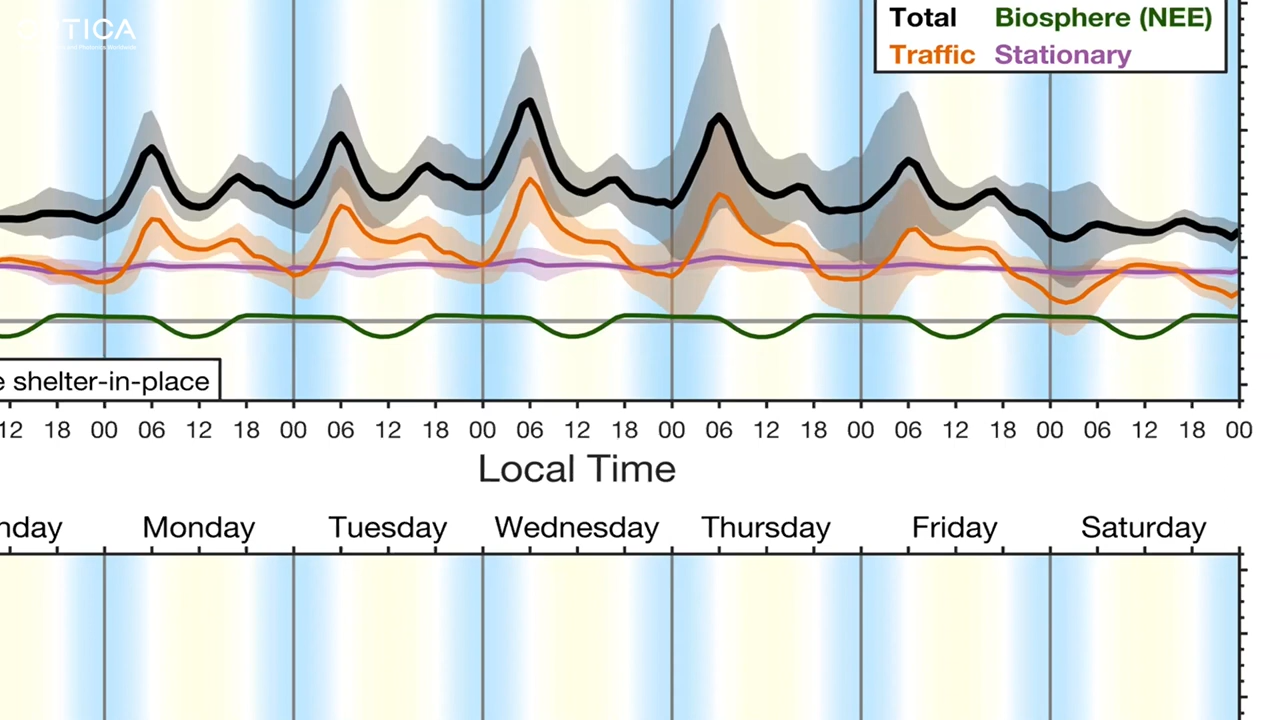 Total Biosphere (NEE)
Traffic Stationary
shelter-in-place
12 18 00 06 12 18 00 06 12 18 00 06 12 18 00 06 12 18 00 06 12 18 00 06 12 18 00
Local Time
Monday Tuesday Wednesday Thursday Friday Saturday